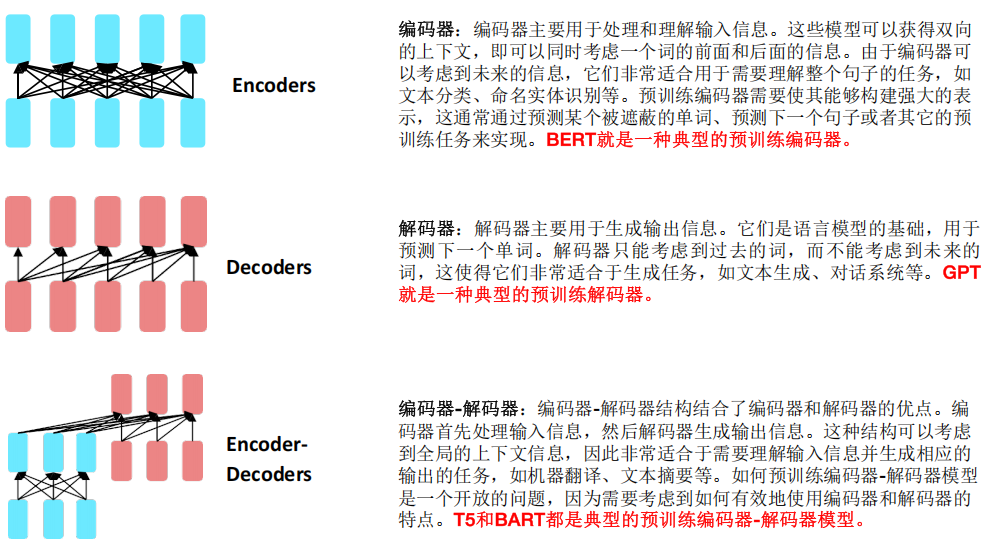 Encoders
编码器：编码器主要用于处理和理解输入信息。这些模型可以获得双向
的上下文，即可以同时考虑一个词的前面和后面的信息。由于编码器可
以考虑到未来的信息，它们非常适合用于需要理解整个句子的任务，如
文本分类、命名实体识别等。预训练编码器需要使其能够构建强大的表
示，这通常通过预测某个被遮蔽的单词、预测下一个句子或者其它的预
训练任务来实现。BERT就是一种典型的预训练编码器。
Decoders
解码器：解码器主要用于生成输出信息。它们是语言模型的基础，用于
预测下一个单词。解码器只能考虑到过去的词，而不能考虑到未来的
词，这使得它们非常适合于生成任务，如文本生成、对话系统等。GPT
就是一种典型的预训练解码器。
Encoder-
Decoders
编码器-解码器：编码器-解码器结构结合了编码器和解码器的优点。编
码器首先处理输入信息，然后解码器生成输出信息。这种结构可以考虑
到全局的上下文信息，因此非常适合于需要理解输入信息并生成相应的
输出的任务，如机器翻译、文本摘要等。如何预训练编码器-解码器模型
是一个开放的问题，因为需要考虑到如何有效地使用编码器和解码器的
特点。T5和BART都是典型的预训练编码器-解码器模型。